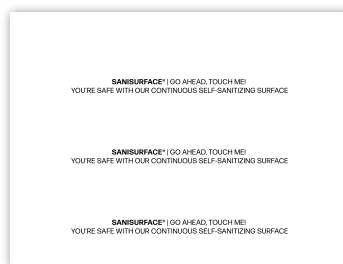 SANISURFACE® | GO AHEAD, TOUCH ME!
YOU'RE SAFE WITH OUR CONTINUOUS SELF-SANITIZING SURFACE
SANISURFACE® | GO AHEAD, TOUCH ME!
YOU'RE SAFE WITH OUR CONTINUOUS SELF-SANITIZING SURFACE
SANISURFACE® | GO AHEAD, TOUCH ME!
YOU'RE SAFE WITH OUR CONTINUOUS SELF-SANITIZING SURFACE